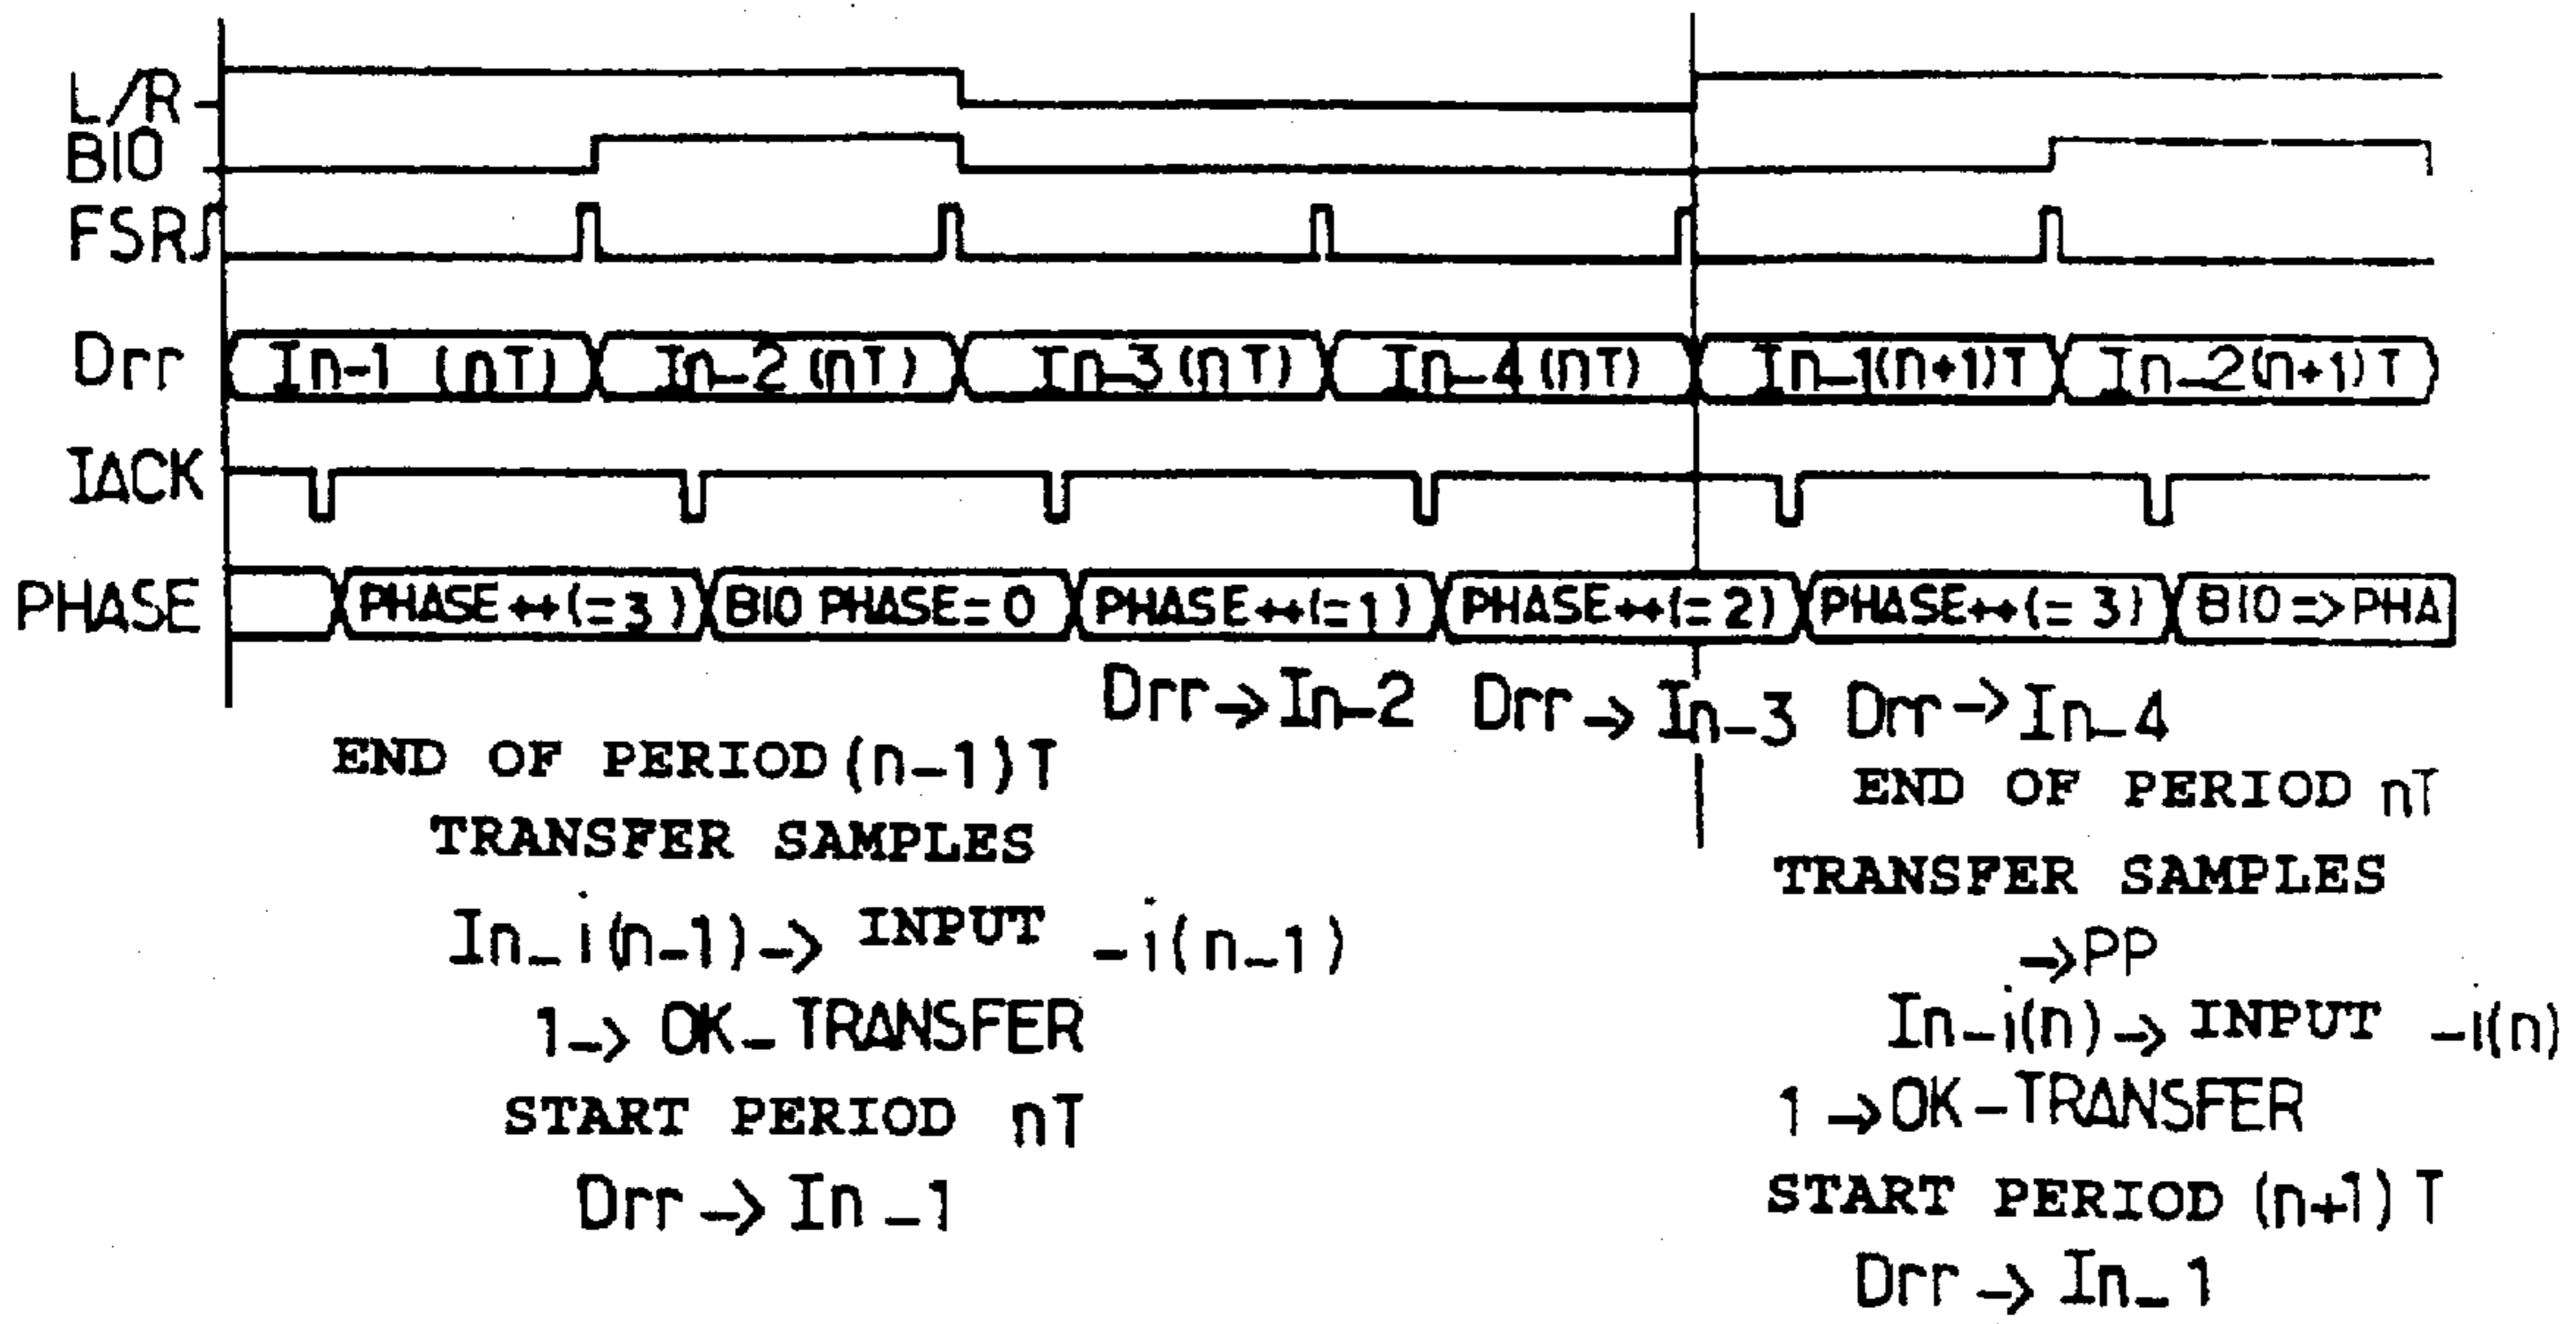 L/R
BIO
FSR
Drr In-1 (nT) In-2 (nT) In-3 (nT) In-4 (nT) In-1(n+1)T In-2(n+1)T
IACK
PHASE PHASE++(=3) BIO PHASE=0 PHASE++(=1) PHASE++(=2) PHASE++(=3) BIO=>PHA
Drr→In-2 Drr→In-3 Drr→In-4
END OF PERIOD (n-1)T
TRANSFER SAMPLES
In-i(n-1)→ INPUT -i(n-1)
1→ OK-TRANSFER
START PERIOD nT
Drr→ In-1
END OF PERIOD nT
TRANSFER SAMPLES
→PP
In-i(n)→ INPUT -i(n)
1→OK-TRANSFER
START PERIOD (n+1)T
Drr→ In-1